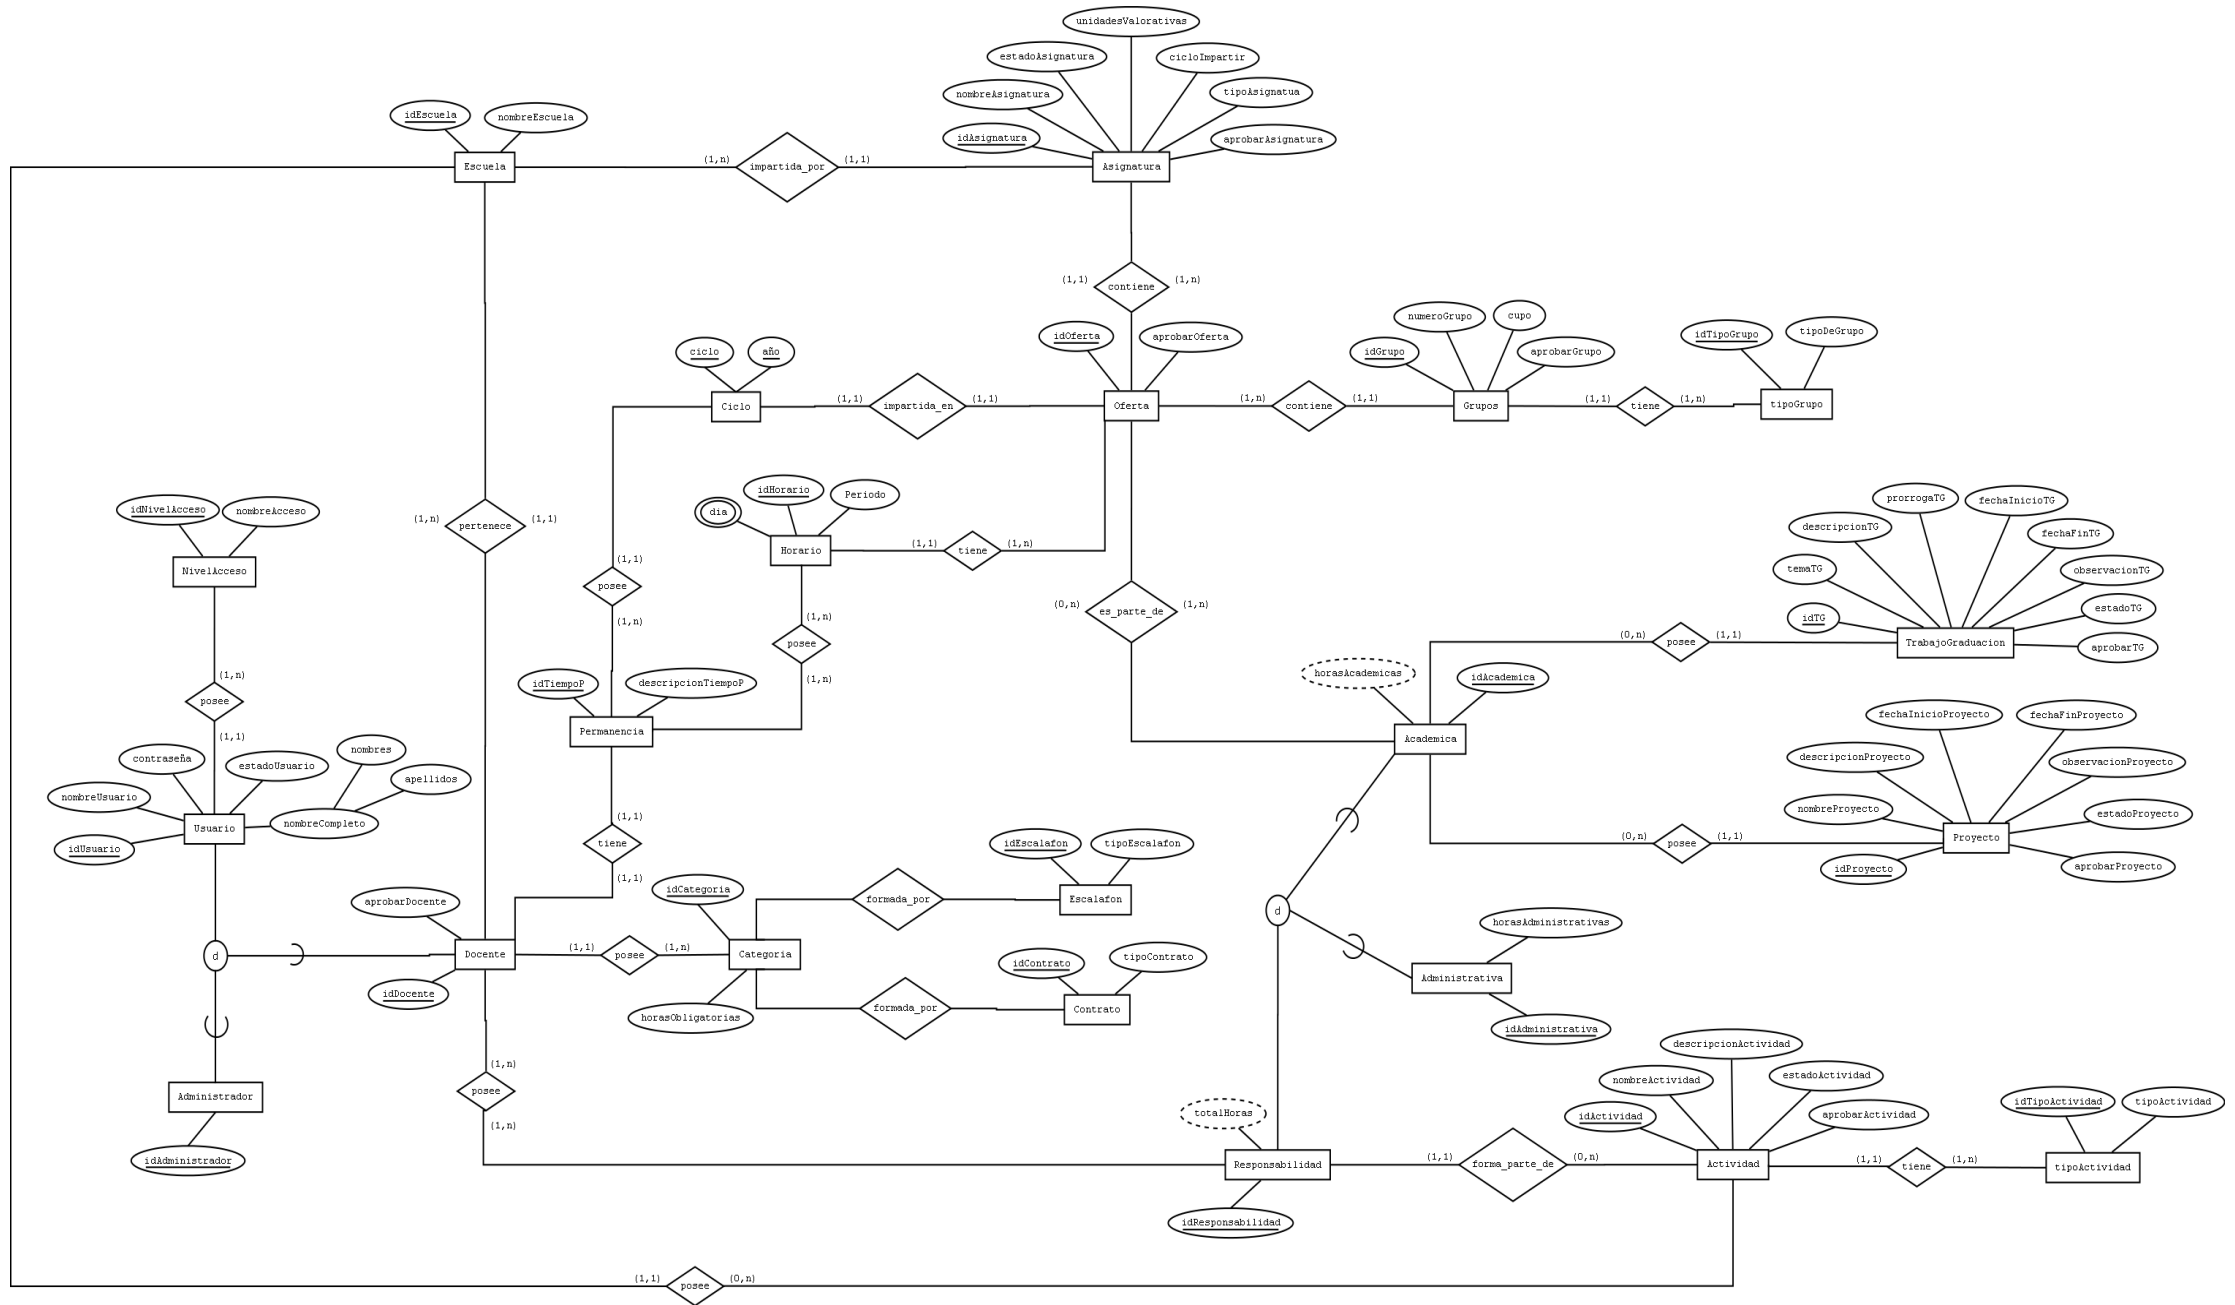 unidadesValorativas
estadoAsignatura
cicloImpartir
nombreAsignatura
tipoAsignatua
idEscuela
nombreEscuela
idAsignatura
aprobarAsignatura
Escuela
(1,n)
impartida_por
(1,1)
Asignatura
(1,1)
contiene
(1,n)
ciclo
año
idOferta
aprobarOferta
numeroGrupo
cupo
idGrupo
aprobarGrupo
idTipoGrupo
tipoDeGrupo
Ciclo
(1,1)
impartida_en
(1,1)
Oferta
(1,n)
contiene
(1,1)
Grupos
(1,1)
tiene
(1,n)
tipoGrupo
idNivelAcceso
nombreAcceso
(1,n)
pertenece
(1,1)
dia
idHorario
Periodo
Horario
(1,1)
tiene
(1,n)
NivelAcceso
(1,1)
posee
(1,n)
(1,n)
posee
(1,n)
(0,n)
es_parte_de
(1,n)
prorrogaTG
fechaInicioTG
descripcionTG
fechaFinTG
temaTG
observacionTG
idTG
estadoTG
aprobarTG
(0,n)
posee
(1,1)
TrabajoGraduacion
(1,n)
posee
(1,1)
idTiempoP
descripcionTiempoP
Permanencia
horasAcademicas
idAcademica
Academica
fechaInicioProyecto
fechaFinProyecto
descripcionProyecto
observacionProyecto
nombreProyecto
estadoProyecto
idProyecto
aprobarProyecto
(0,n)
posee
(1,1)
Proyecto
contraseña
estadoUsuario
nombres
apellidos
nombreUsuario
nombreCompleto
Usuario
idUsuario
(1,1)
tiene
(1,1)
aprobarDocente
idCategoria
formada_por
idEscalafon
tipoEscalafon
Escalafon
d
d
Docente
(1,1)
posee
(1,n)
Categoria
idDocente
horasObligatorias
formada_por
idContrato
tipoContrato
Contrato
horasAdministrativas
Administrativa
idAdministrativa
Administrador
idAdministrador
(1,n)
posee
(1,n)
totalHoras
Responsabilidad
idResponsabilidad
(1,1)
forma_parte_de
(0,n)
descripcionActividad
nombreActividad
estadoActividad
idActividad
aprobarActividad
Actividad
(1,1)
tiene
(1,n)
idTipoActividad
tipoActividad
tipoActividad
(1,1)
posee
(0,n)